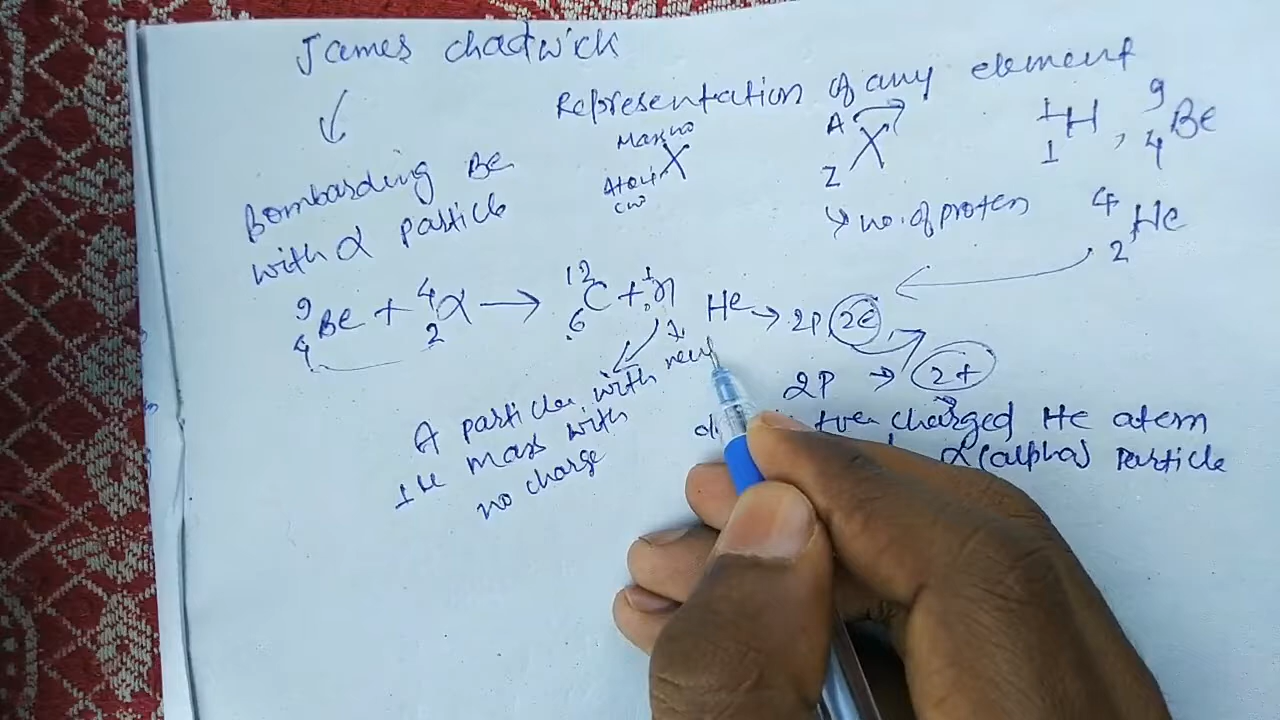 James chadwick
Bombarding Be
with α particle
Representation of any element
Mass no
X
A
X
Z
1
H
1
,
9
Be
4
→ no. of proton
4
He
2
9
4
Be + 4
2
α → 12
6
C + 1
0
n
He → 2P, 2e
2P → 2+
A particle with
1u mass with
no charge
charged He atom
α (alpha) particle